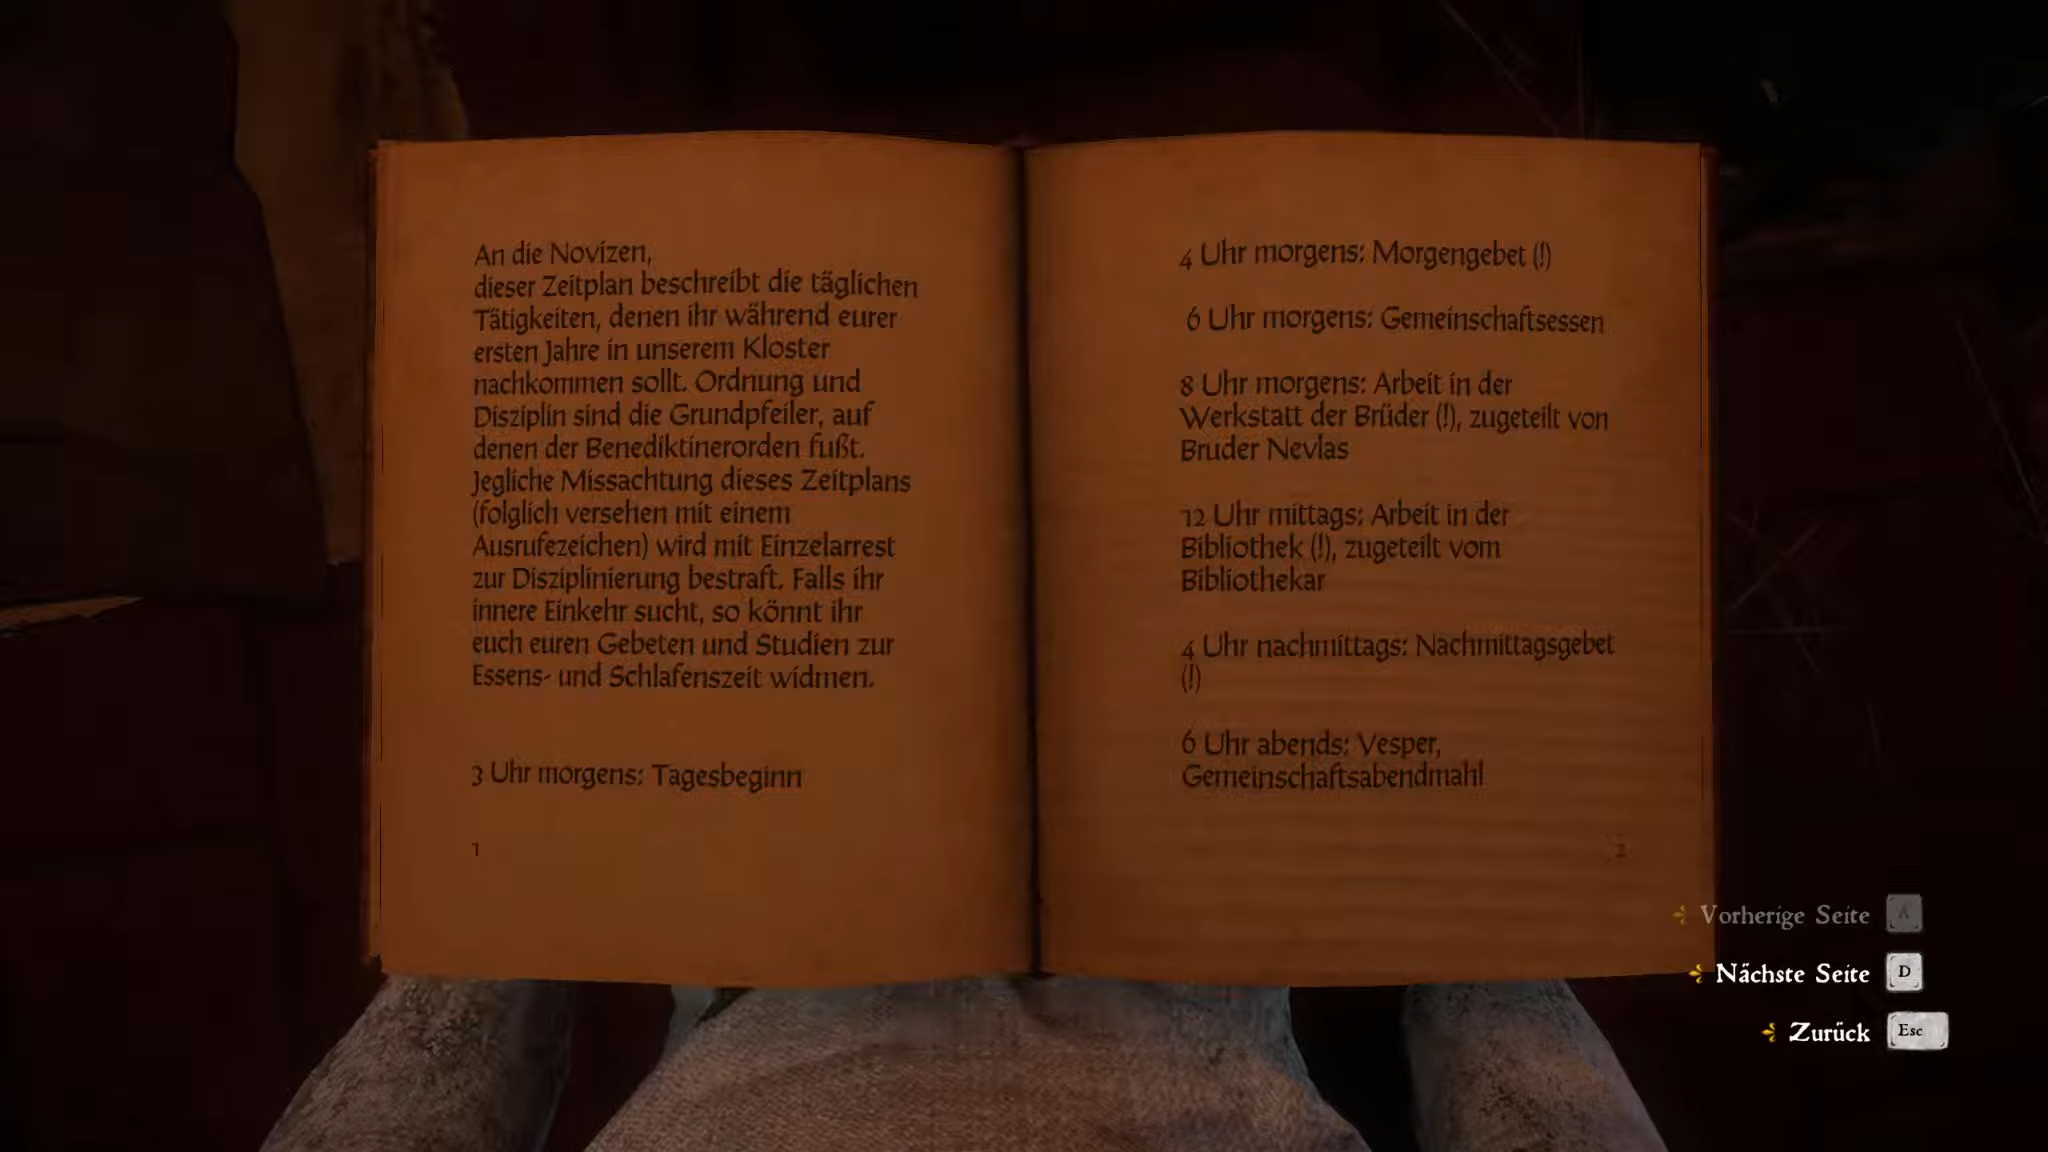 An die Novizen,
dieser Zeitplan beschreibt die täglichen
Tätigkeiten, denen ihr während eurer
ersten Jahre in unserem Kloster
nachkommen sollt. Ordnung und
Disziplin sind die Grundpfeiler, auf
denen der Benediktinerorden fußt.
Jegliche Missachtung dieses Zeitplans
(folglich versehen mit einem
Ausrufezeichen) wird mit Einzelarrest
zur Disziplinierung bestraft. Falls ihr
innere Einkehr sucht, so könnt ihr
euch euren Gebeten und Studien zur
Essens- und Schlafenszeit widmen.
3 Uhr morgens: Tagesbeginn
1
4 Uhr morgens: Morgengebet (!)
6 Uhr morgens: Gemeinschaftsessen
8 Uhr morgens: Arbeit in der
Werkstatt der Brüder (!), zugeteilt von
Bruder Nevlas
12 Uhr mittags: Arbeit in der
Bibliothek (!), zugeteilt vom
Bibliothekar
4 Uhr nachmittags: Nachmittagsgebet
(!)
6 Uhr abends: Vesper,
Gemeinschaftsabendmahl
2
Vorherige Seite A
Nächste Seite D
Zurück Esc